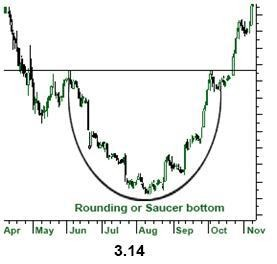 Rounding or Saucer bottom
Apr May Jun Jul Aug Sep Oct Nov
3.14